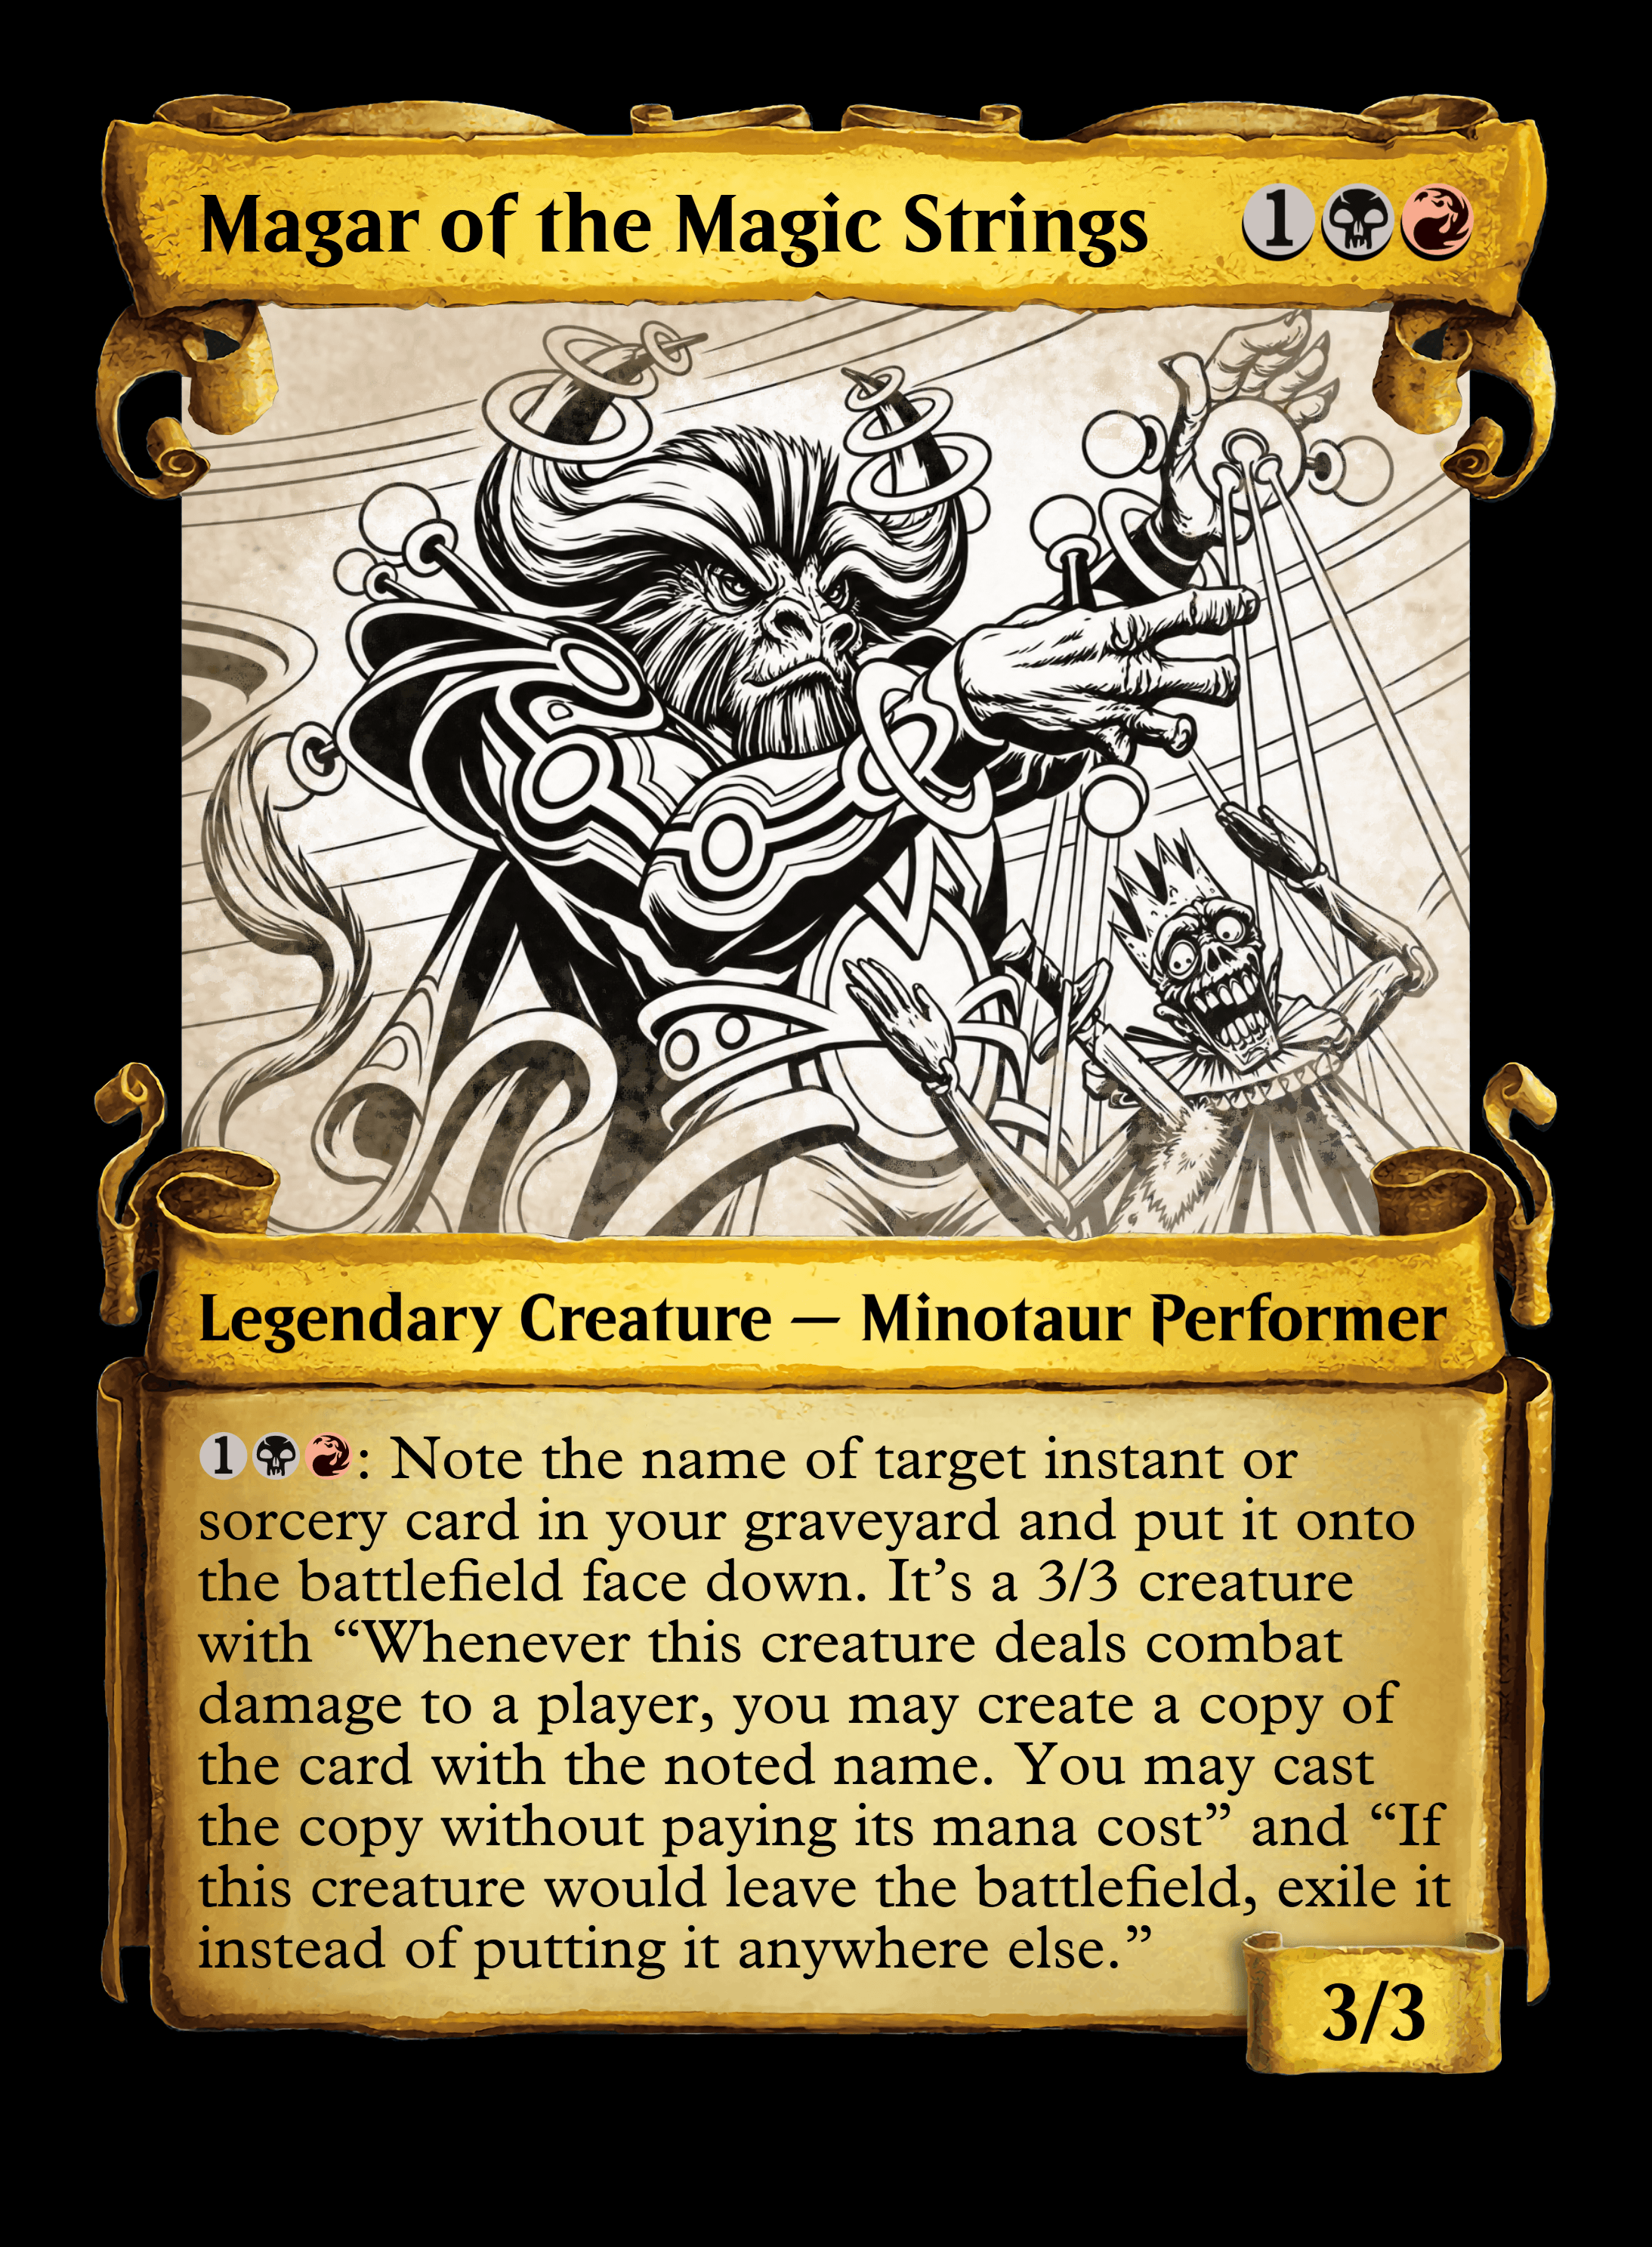 Magar of the Magic Strings 1
Legendary Creature — Minotaur Performer
1 : Note the name of target instant or
sorcery card in your graveyard and put it onto
the battlefield face down. It’s a 3/3 creature
with “Whenever this creature deals combat
damage to a player, you may create a copy of
the card with the noted name. You may cast
the copy without paying its mana cost” and “If
this creature would leave the battlefield, exile it
instead of putting it anywhere else.”
3/3